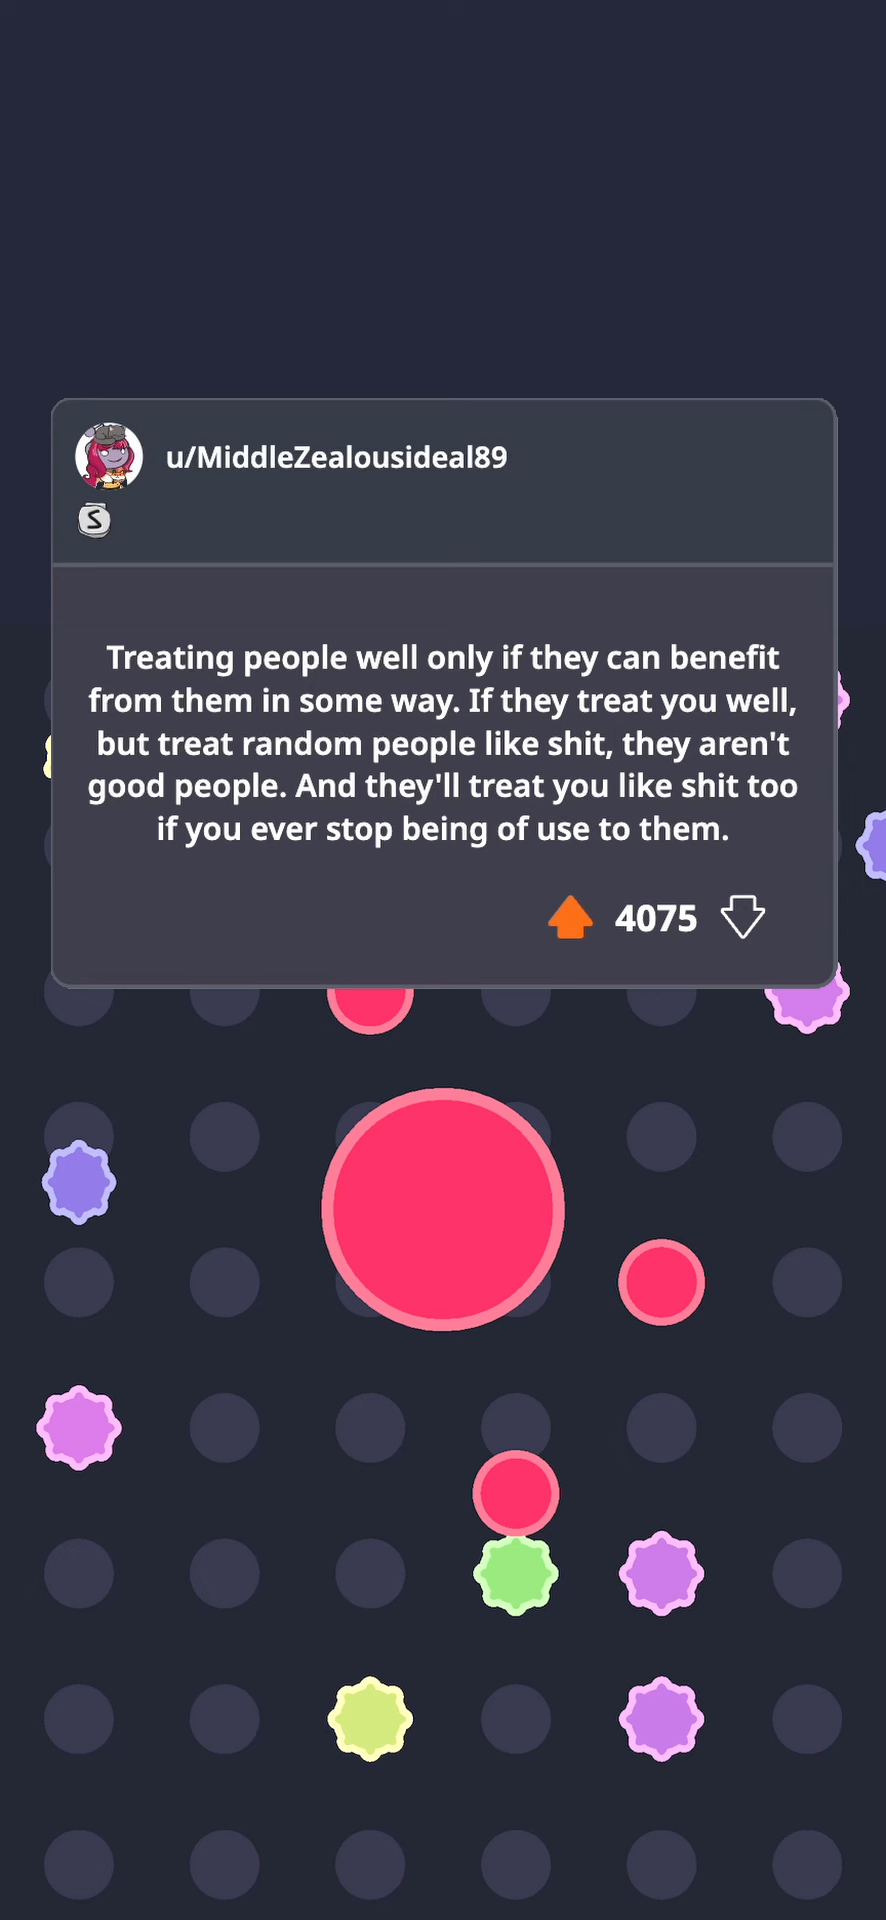 u/MiddleZealousideal89
S
Treating people well only if they can benefit
from them in some way. If they treat you well,
but treat random people like shit, they aren't
good people. And they'll treat you like shit too
if you ever stop being of use to them.
4075